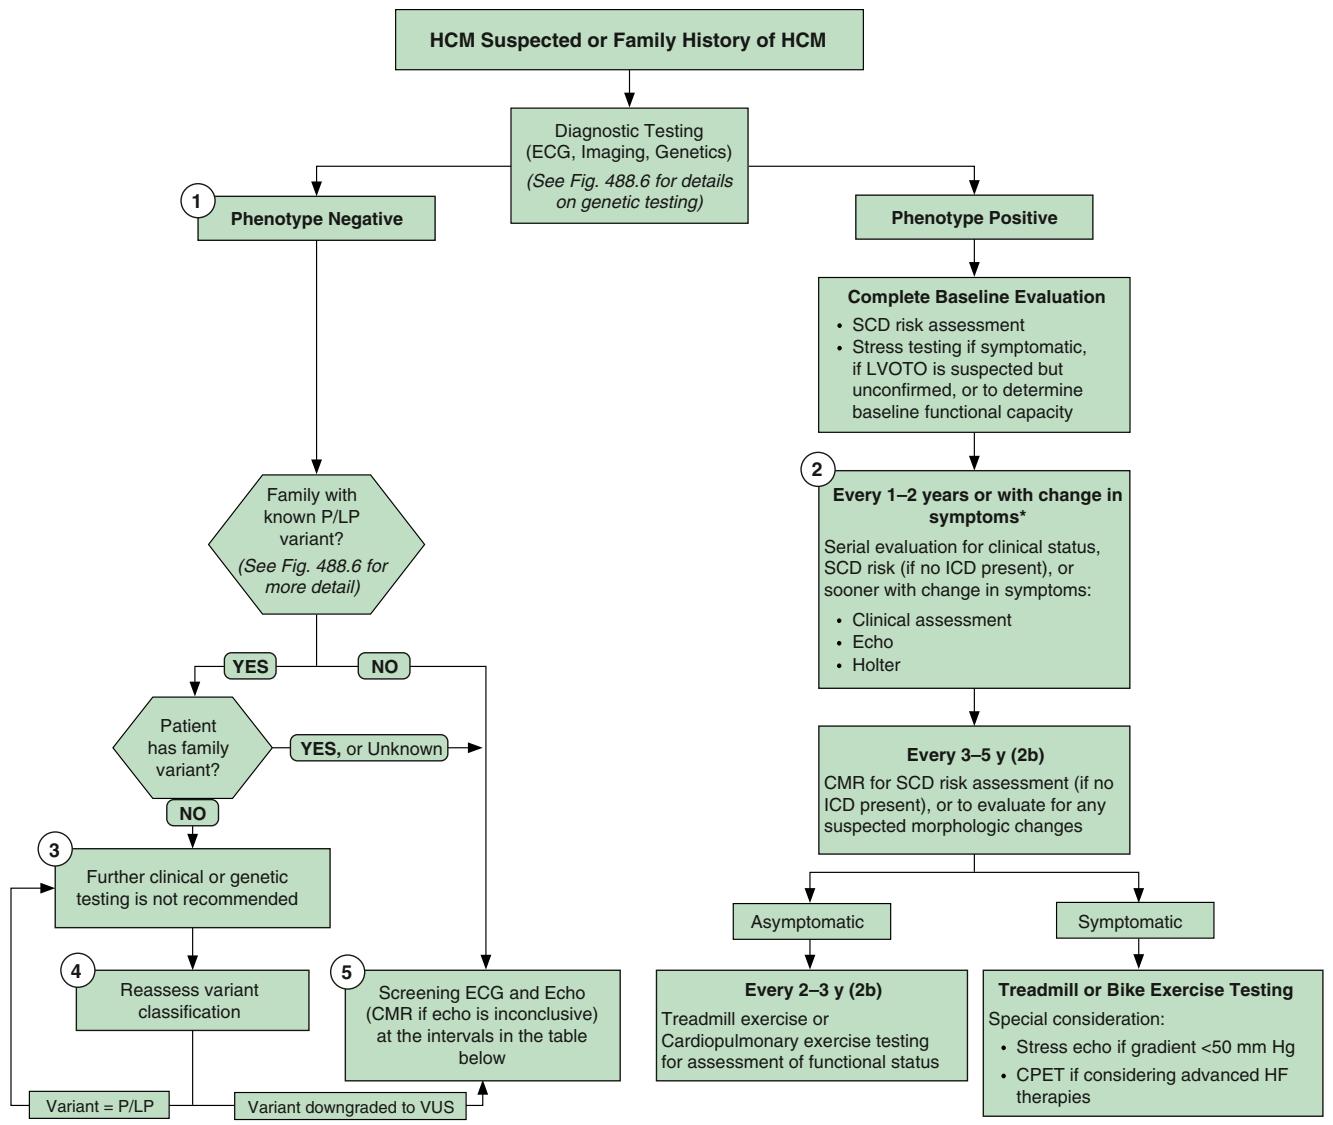 HCM Suspected or Family History of HCM
Diagnostic Testing
(ECG, Imaging, Genetics)
(See Fig. 488.6 for details
on genetic testing)
1
Phenotype Negative
Family with
known P/LP
variant?
(See Fig. 488.6 for
more detail)
YES
NO
Patient
has family
variant?
YES, or Unknown
NO
3
Further clinical or genetic
testing is not recommended
4
Reassess variant
classification
Variant = P/LP
Variant downgraded to VUS
5
Screening ECG and Echo
(CMR if echo is inconclusive)
at the intervals in the table
below
Phenotype Positive
Complete Baseline Evaluation
• SCD risk assessment
• Stress testing if symptomatic,
if LVOTO is suspected but
unconfirmed, or to determine
baseline functional capacity
2
Every 1–2 years or with change in
symptoms*
Serial evaluation for clinical status,
SCD risk (if no ICD present), or
sooner with change in symptoms:
• Clinical assessment
• Echo
• Holter
Every 3–5 y (2b)
CMR for SCD risk assessment (if no
ICD present), or to evaluate for any
suspected morphologic changes
Asymptomatic
Every 2–3 y (2b)
Treadmill exercise or
Cardiopulmonary exercise testing
for assessment of functional status
Symptomatic
Treadmill or Bike Exercise Testing
Special consideration:
• Stress echo if gradient <50 mm Hg
• CPET if considering advanced HF
therapies